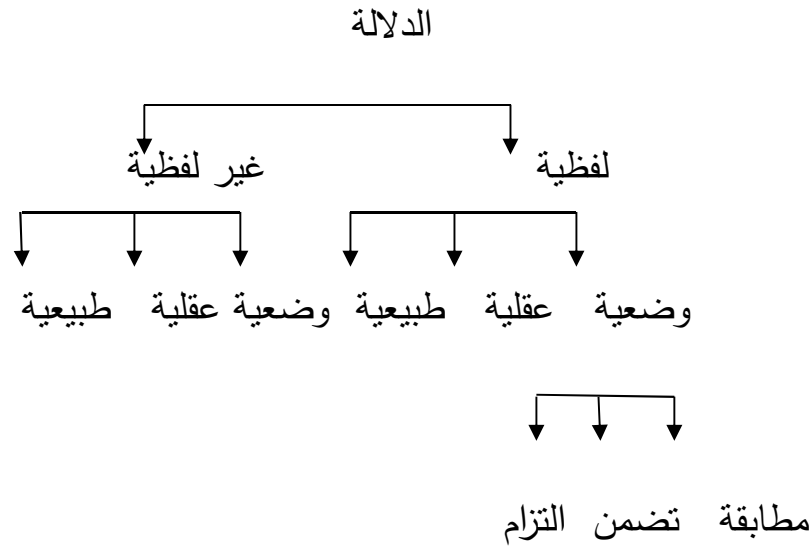 الدلالة
لفظية غير لفظية
وضعية عقلية طبيعية وضعية عقلية طبيعية
مطابقة تضمن التزام